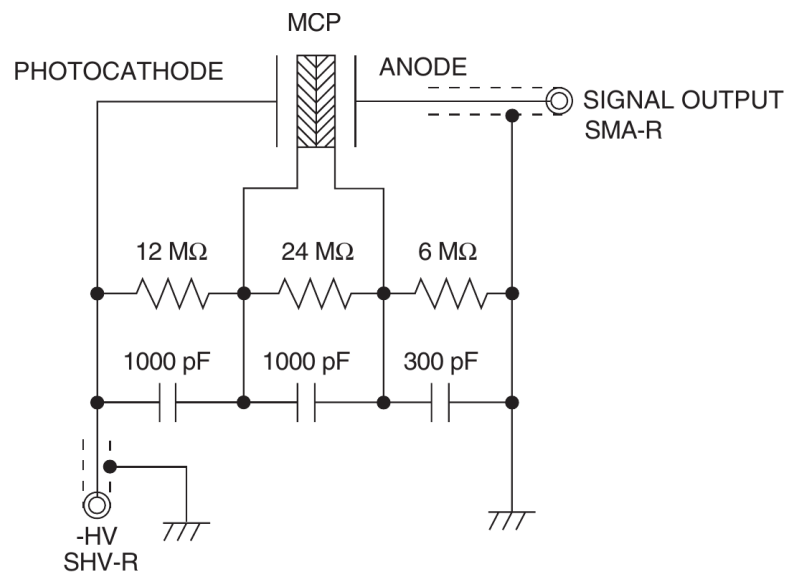 MCP
PHOTOCATHODE
ANODE
SIGNAL OUTPUT
SMA-R
12 MΩ
24 MΩ
6 MΩ
1000 pF
1000 pF
300 pF
-HV
SHV-R